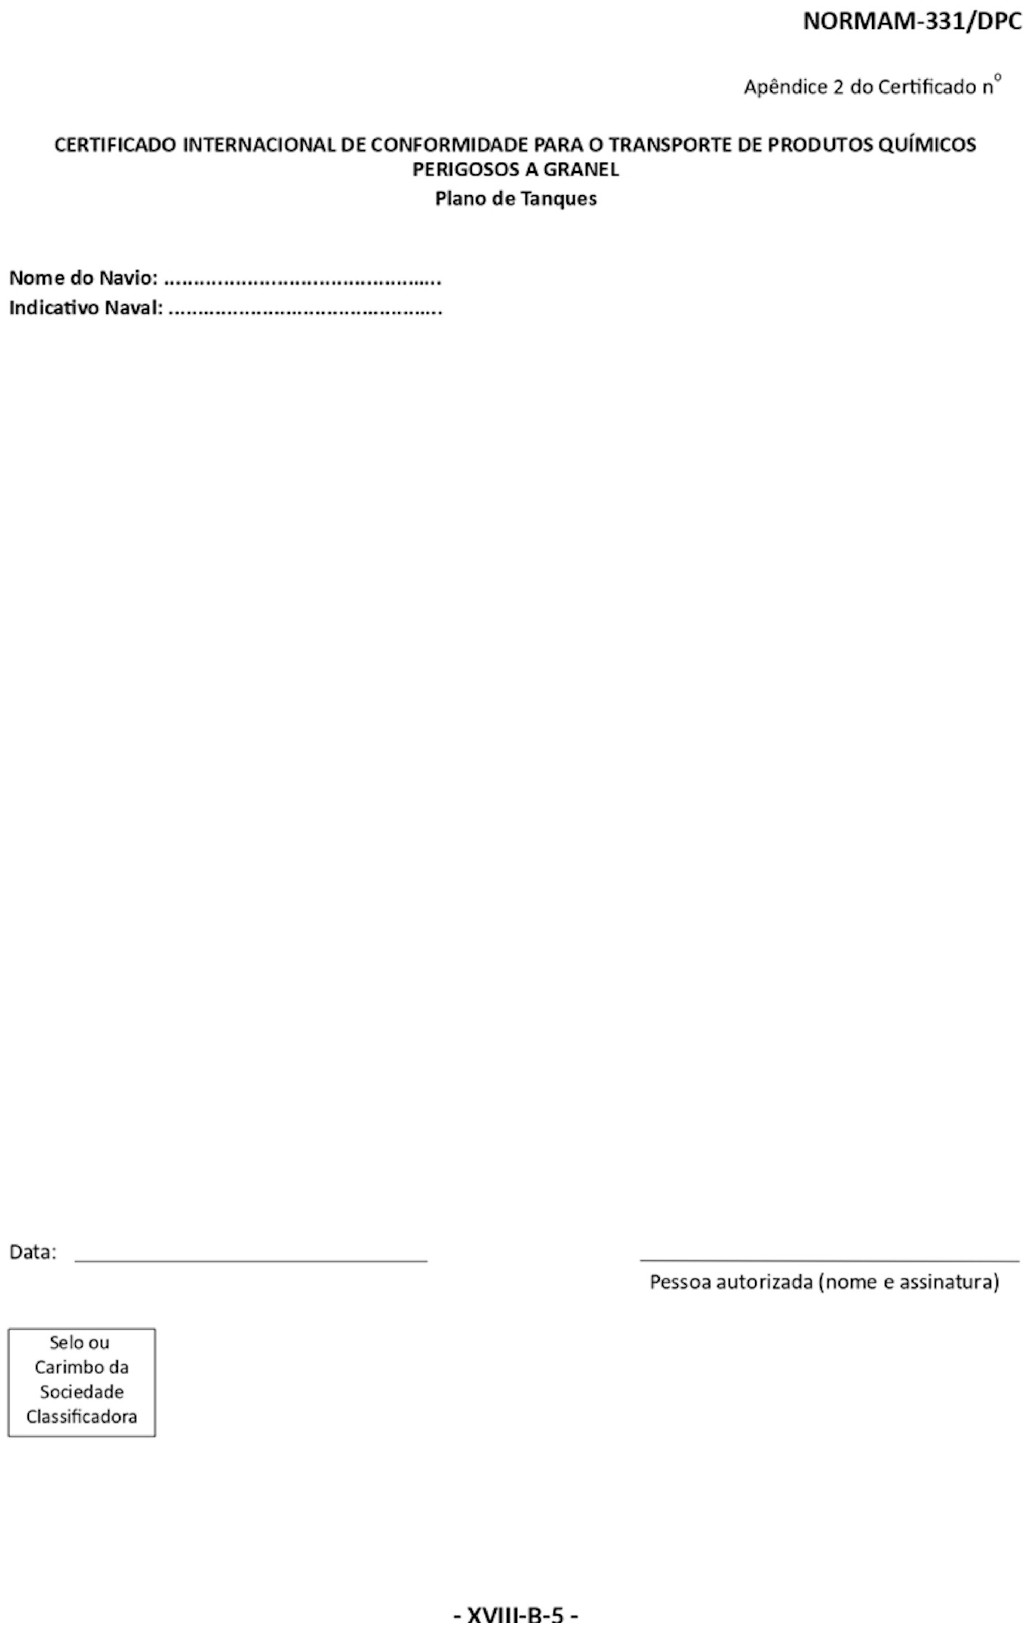 NORMAM-331/DPC
Apêndice 2 do Certificado nº
CERTIFICADO INTERNACIONAL DE CONFORMIDADE PARA O TRANSPORTE DE PRODUTOS QUÍMICOS
PERIGOSOS A GRANEL
Plano de Tanques
Nome do Navio: ...............................................
Indicativo Naval: ...............................................
Data: ____________________
Pessoa autorizada (nome e assinatura)
Selo ou
Carimbo da
Sociedade
Classificadora
- XVIII-B-5 -